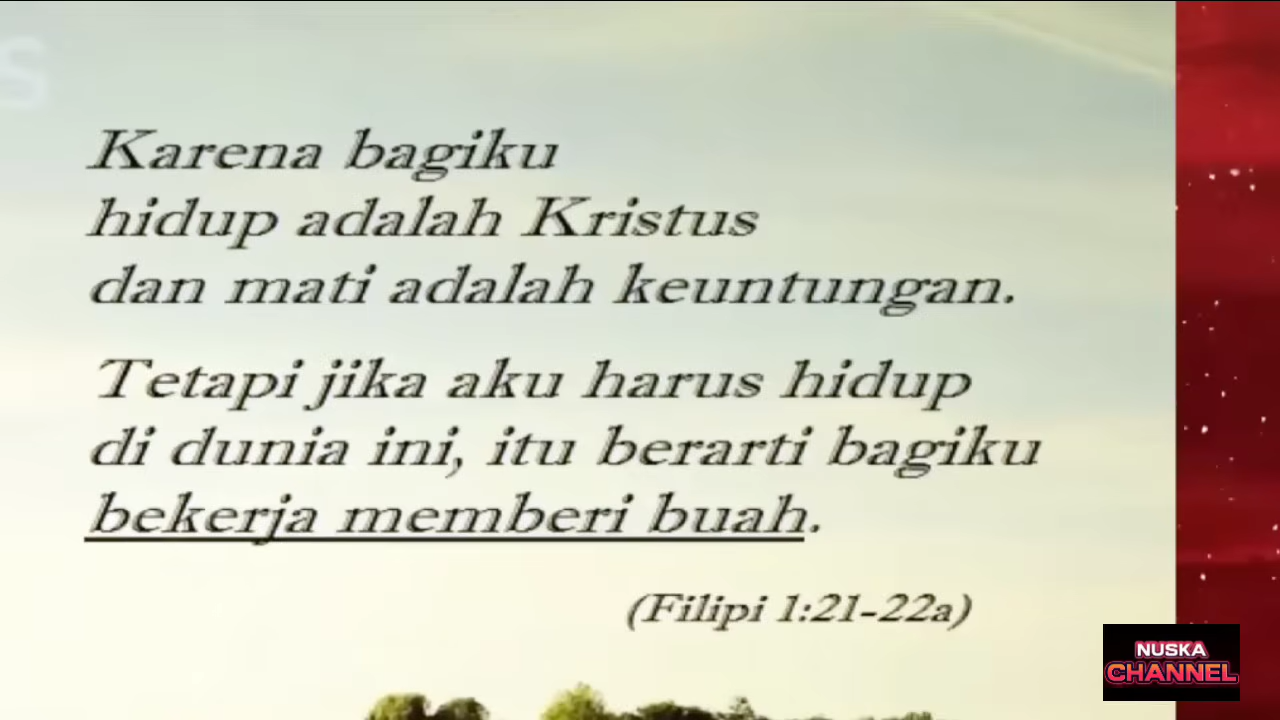 s
Karena bagiku
hidup adalah Kristus
dan mati adalah keuntungan.
Tetapi jika aku harus hidup
di dunia ini, itu berarti bagiku
bekerja memberi buah.
(Filipi 1:21-22a)
NUSKA
CHANNEL